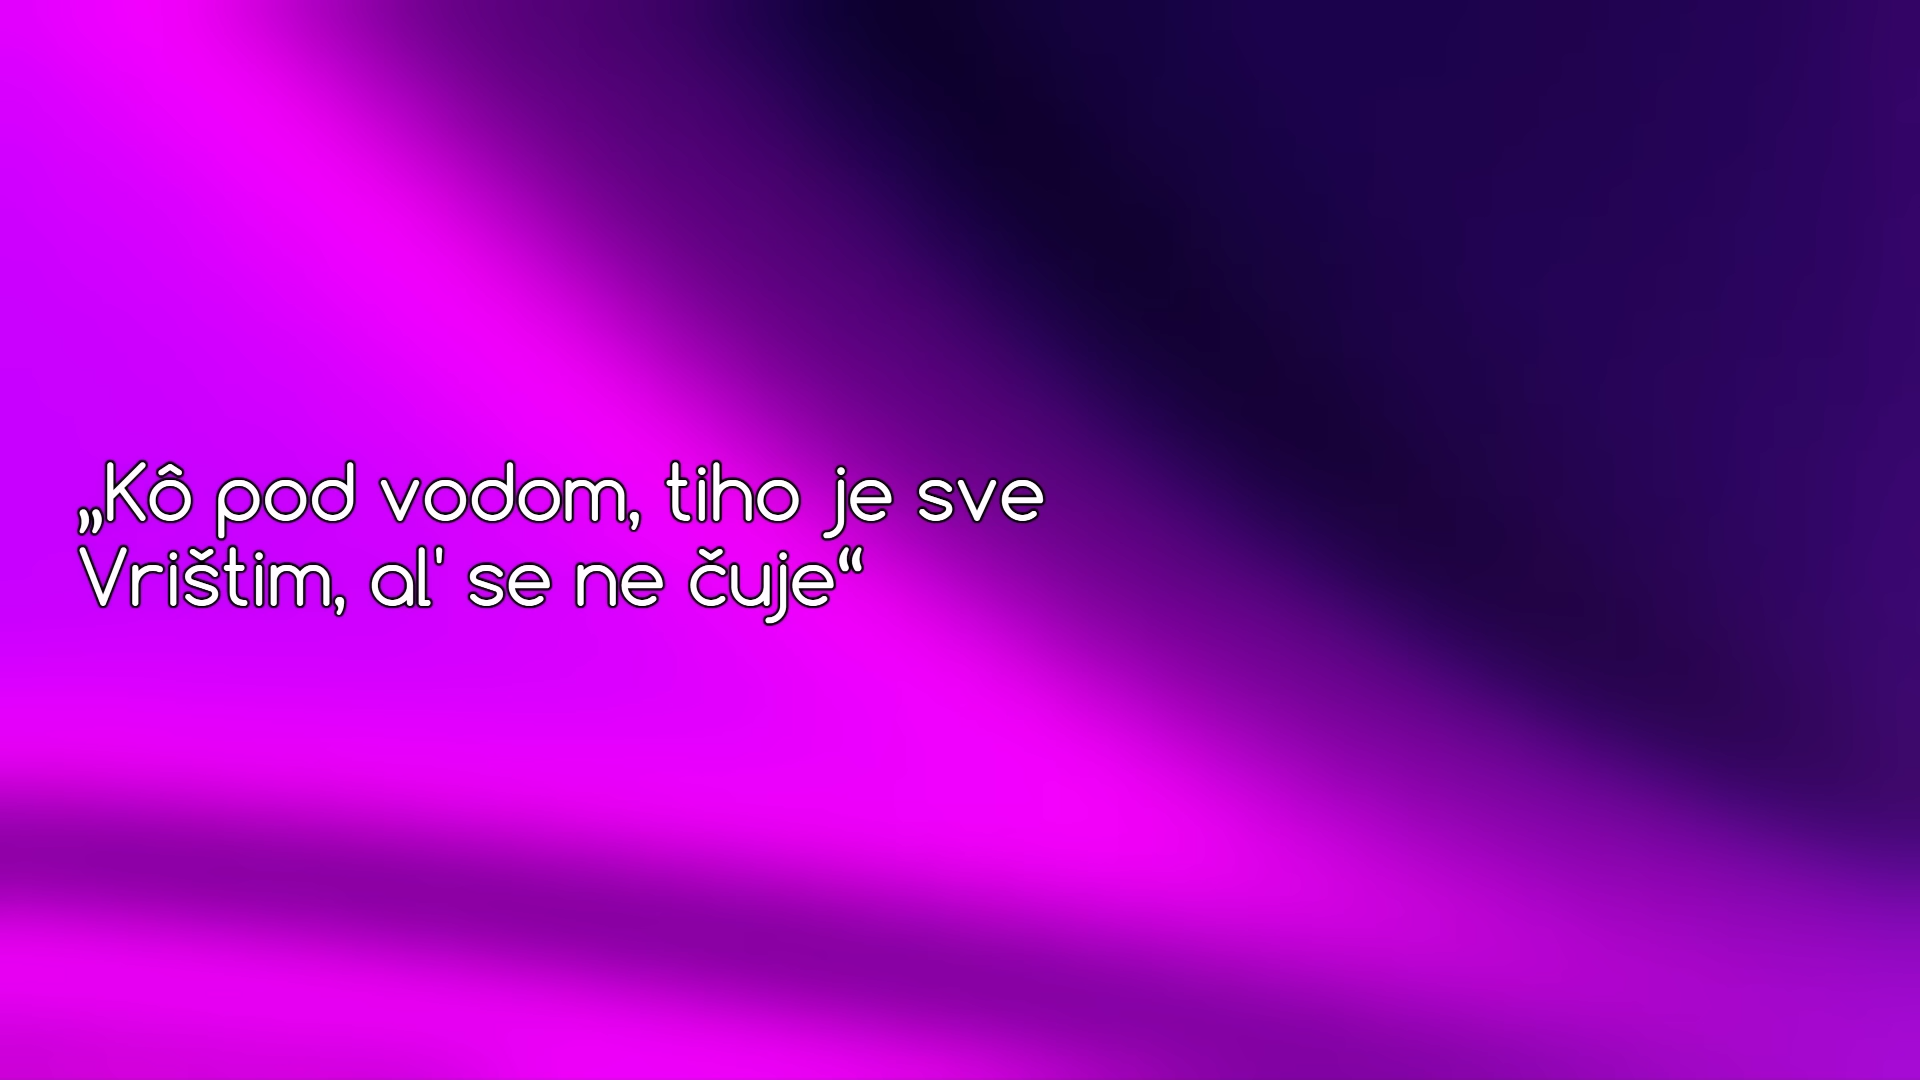 „Kô pod vodom, tiho je sve
Vrištim, al' se ne čuje“